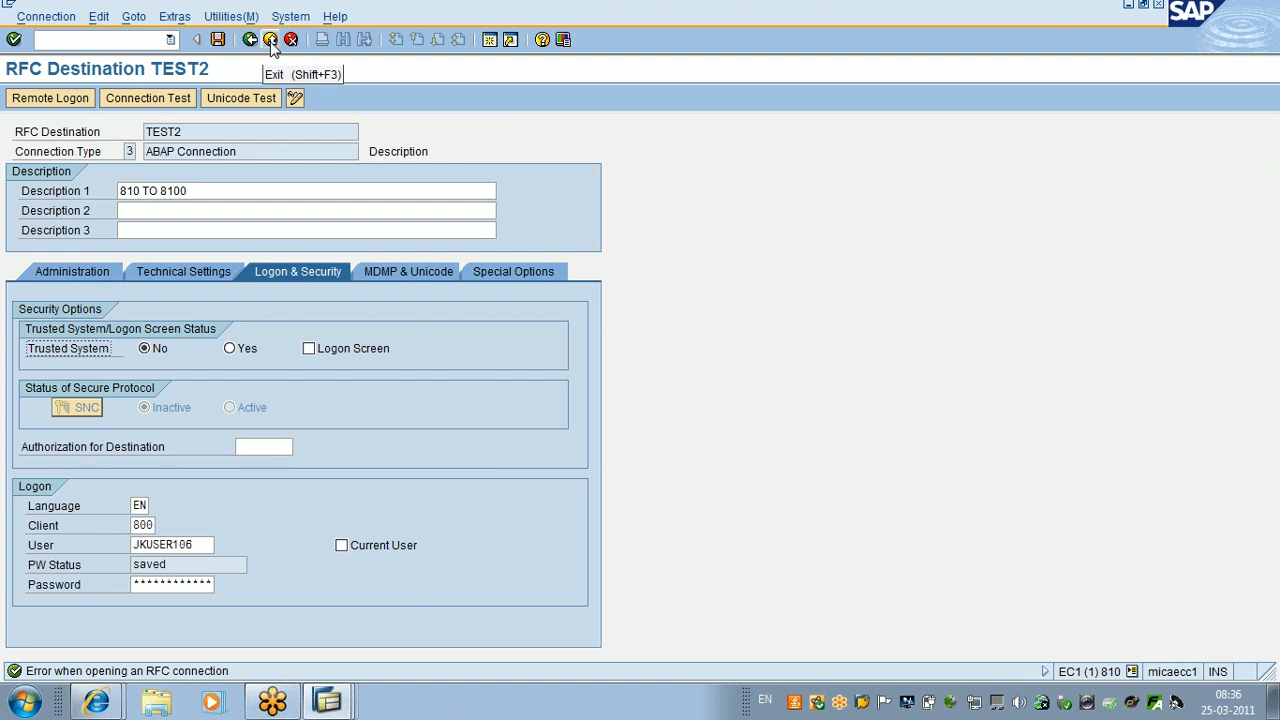 Connection Edit Goto Extras Utilities(M) System Help
SAP
RFC Destination TEST2
Exit (Shift+F3)
Remote Logon Connection Test Unicode Test
RFC Destination TEST2
Connection Type 3 ABAP Connection Description
Description
Description 1 810 TO 8100
Description 2
Description 3
Administration Technical Settings Logon & Security MDMP & Unicode Special Options
Security Options
Trusted System/Logon Screen Status
Trusted System No Yes Logon Screen
Status of Secure Protocol
SNC Inactive Active
Authorization for Destination
Logon
Language EN
Client 800
User JKUSER106 Current User
PW Status saved
Password ************
Error when opening an RFC connection EC1 (1) 810 micaecc1 INS
EN 08:36
25-03-2011